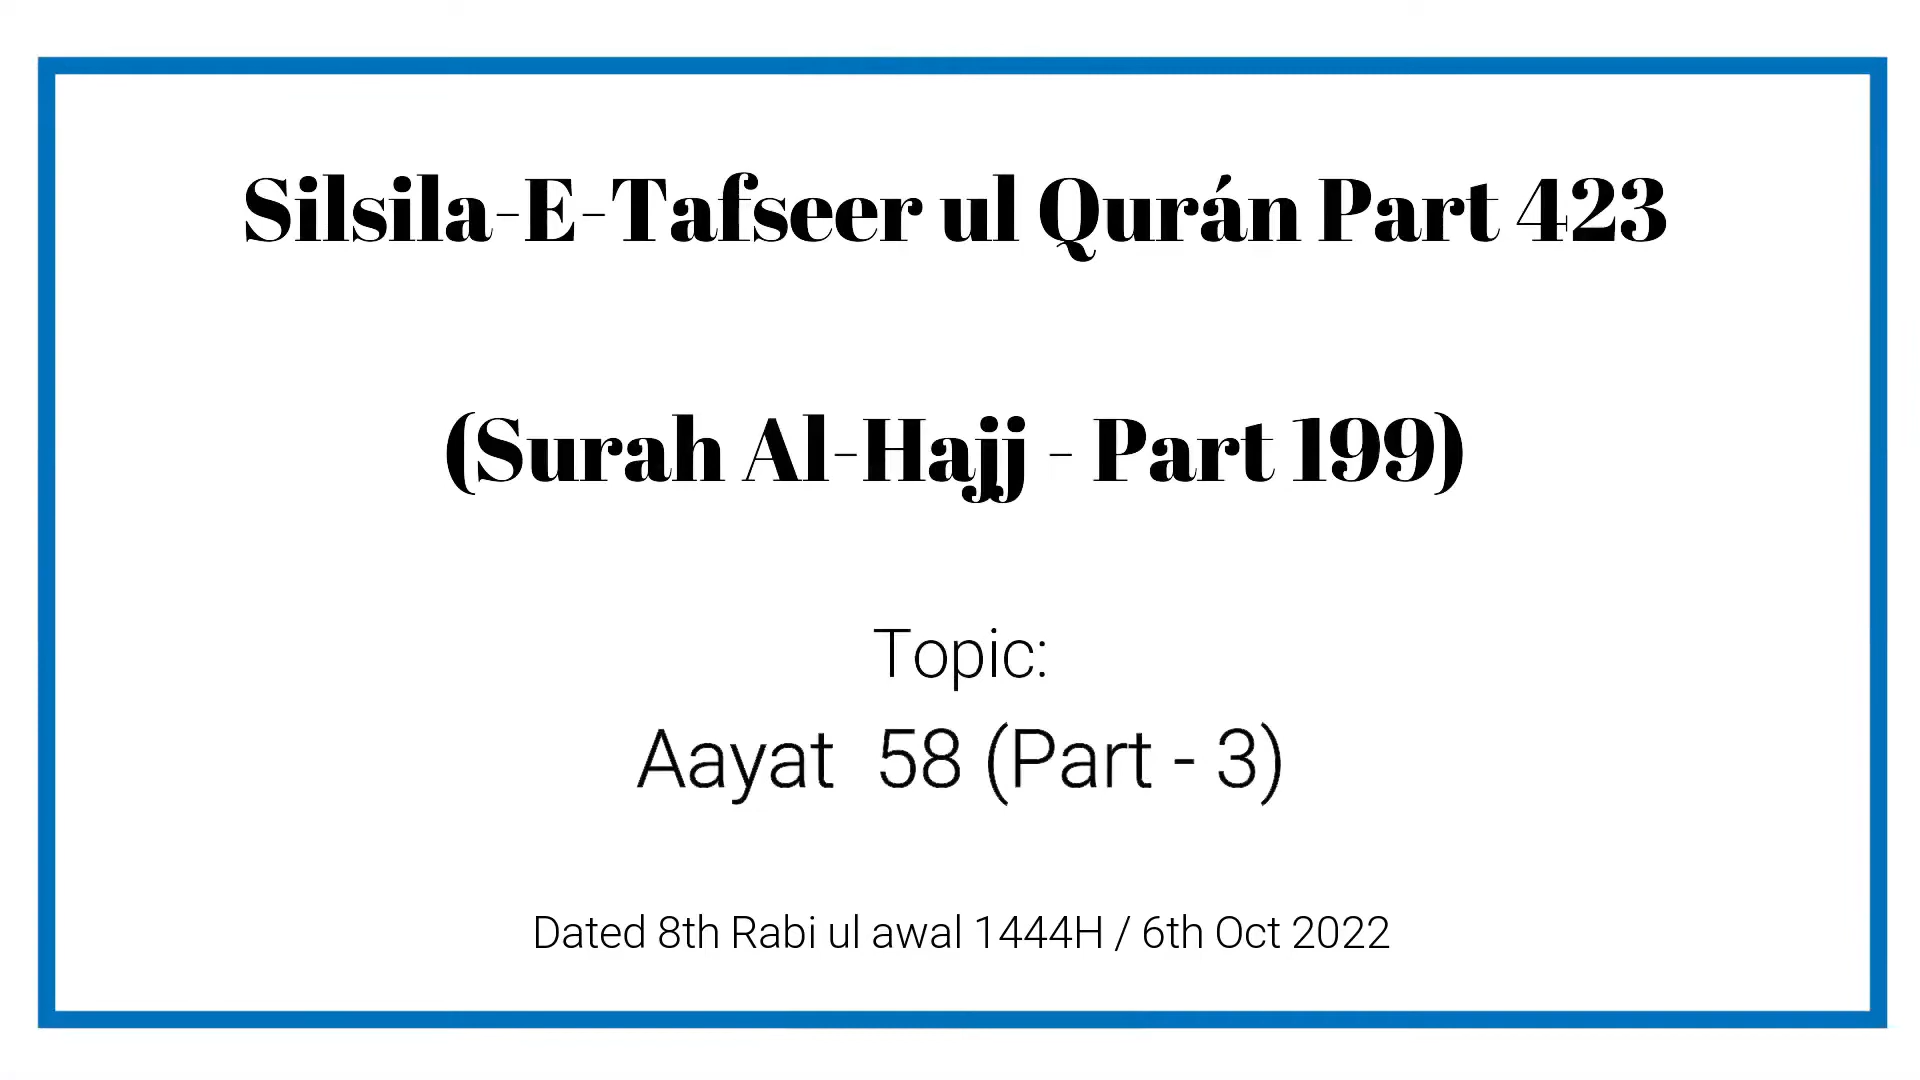 Silsila-E-Tafseer ul Qurán Part 423
(Surah Al-Hajj - Part 199)
Topic:
Aayat  58 (Part - 3)
Dated 8th Rabi ul awal 1444H / 6th Oct 2022